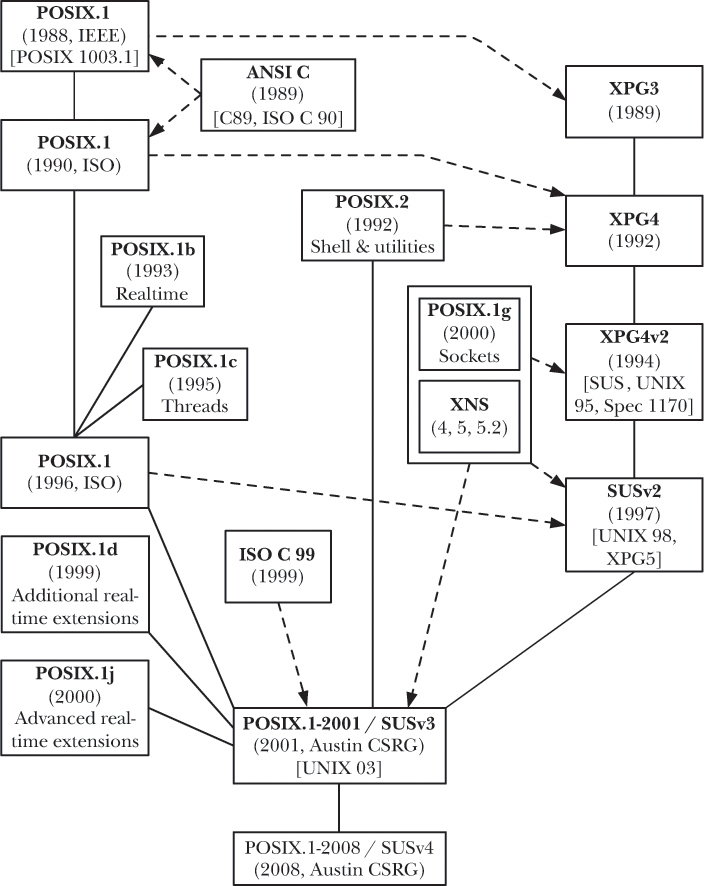 POSIX.1
(1988, IEEE)
[POSIX 1003.1]
ANSI C
(1989)
[C89, ISO C 90]
XPG3
(1989)
POSIX.1
(1990, ISO)
POSIX.2
(1992)
Shell & utilities
XPG4
(1992)
POSIX.1b
(1993)
Realtime
POSIX.1c
(1995)
Threads
POSIX.1g
(2000)
Sockets
XNS
(4, 5, 5.2)
XPG4v2
(1994)
[SUS, UNIX
95, Spec 1170]
POSIX.1
(1996, ISO)
SUSv2
(1997)
[UNIX 98,
XPG5]
POSIX.1d
(1999)
Additional real-
time extensions
ISO C 99
(1999)
POSIX.1j
(2000)
Advanced real-
time extensions
POSIX.1-2001 / SUSv3
(2001, Austin CSRG)
[UNIX 03]
POSIX.1-2008 / SUSv4
(2008, Austin CSRG)